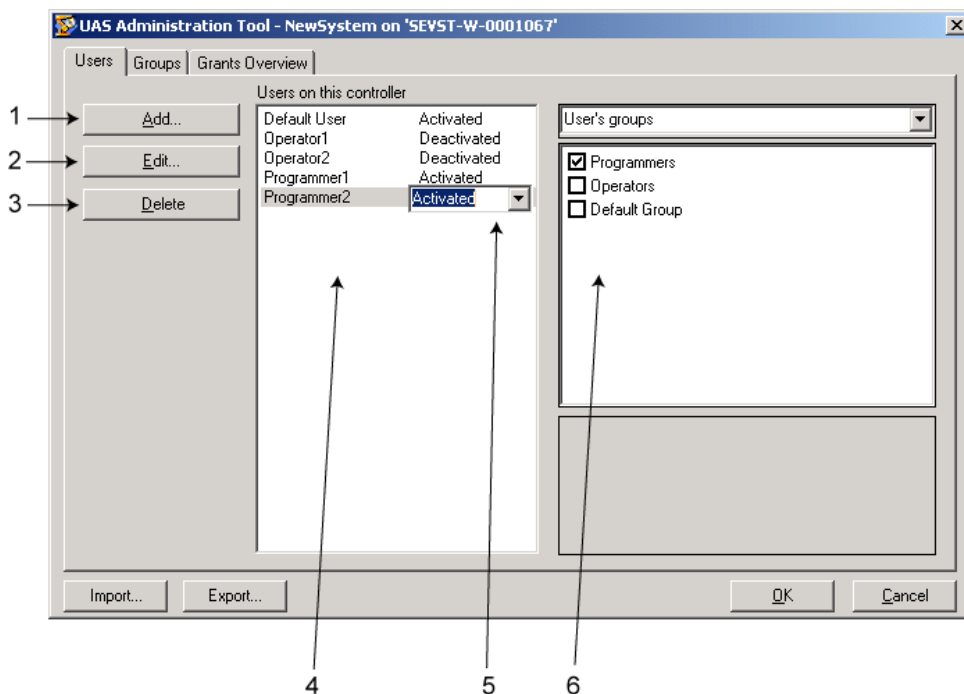 UAS Administration Tool - NewSystem on 'SEVST-W-0001067'
Users
Groups
Grants Overview
Users on this controller
1
Add...
2
Edit...
3
Delete
Default User Activated
Operator1 Deactivated
Operator2 Deactivated
Programmer1 Activated
Programmer2 Activated
User's groups
Programmers
Operators
Default Group
Import...
Export...
OK
Cancel
4
5
6